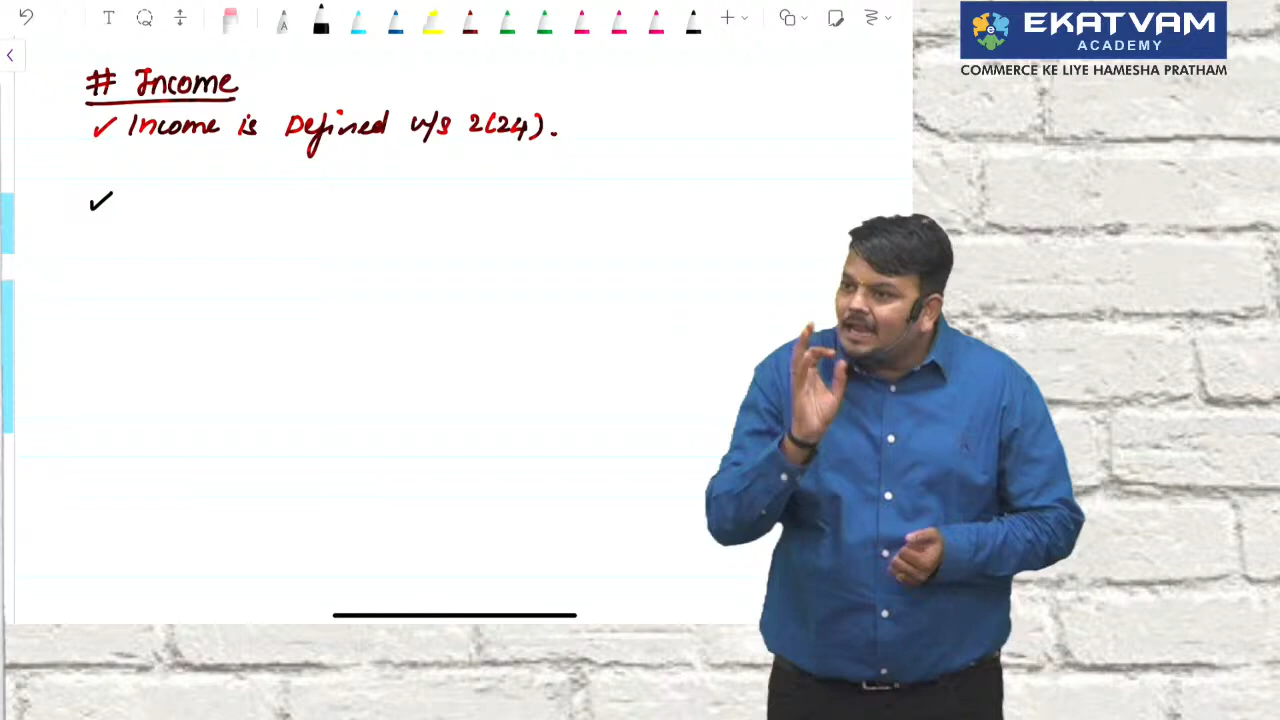 EKATVAM
ACADEMY
COMMERCE KE LIYE HAMESHA PRATHAM
# Income
✓ Income is Defined u/s 2(24).
✓